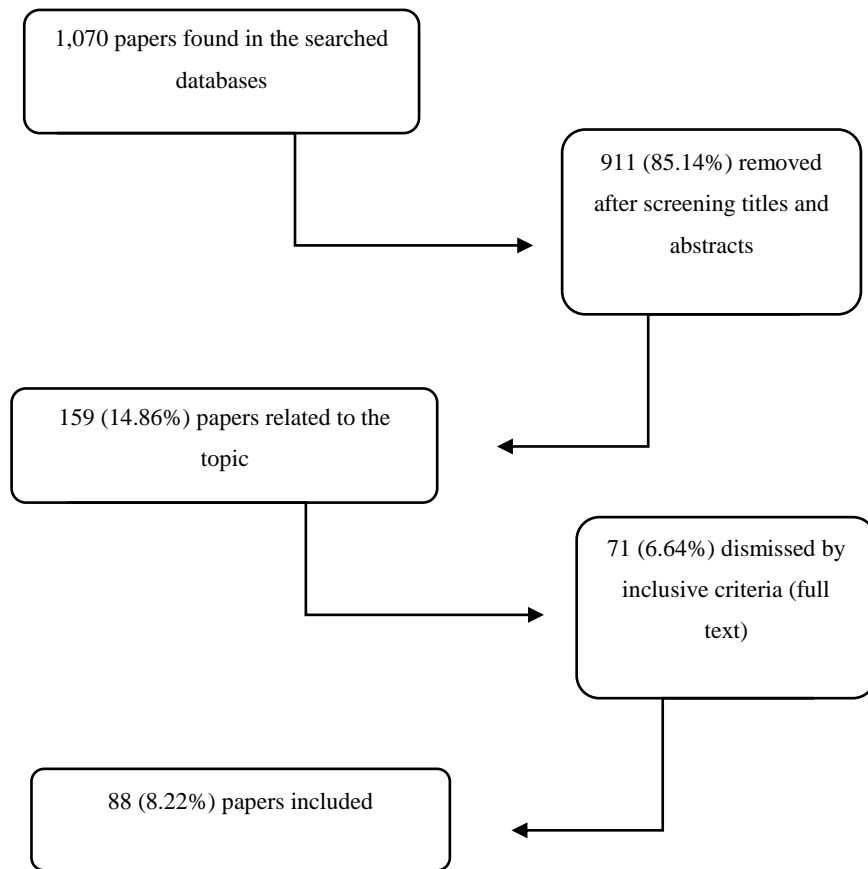 1,070 papers found in the searched
databases
911 (85.14%) removed
after screening titles and
abstracts
159 (14.86%) papers related to the
topic
71 (6.64%) dismissed by
inclusive criteria (full
text)
88 (8.22%) papers included